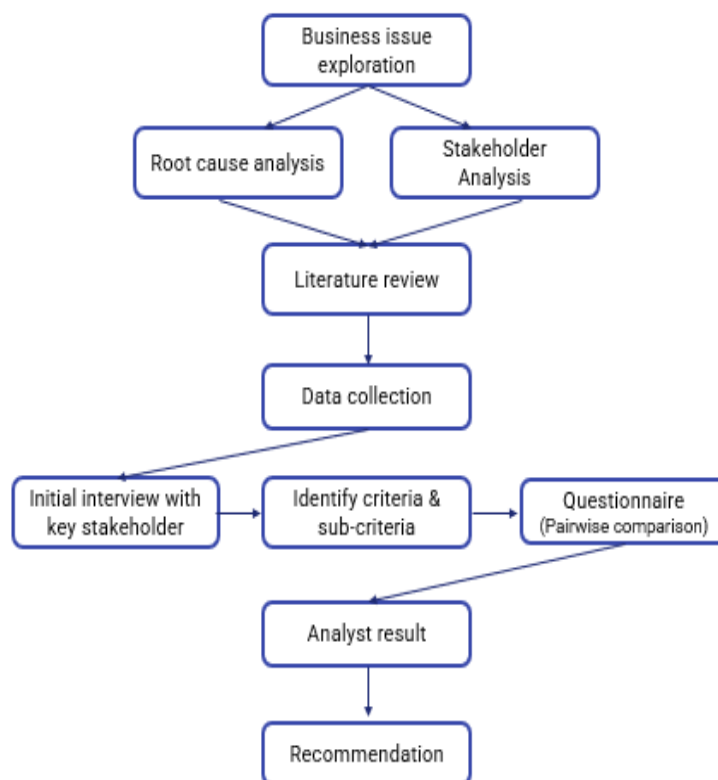 Business issue
exploration
Root cause analysis
Stakeholder
Analysis
Literature review
Data collection
Initial interview with
key stakeholder
Identify criteria &
sub-criteria
Questionnaire
(Pairwise comparison)
Analyst result
Recommendation